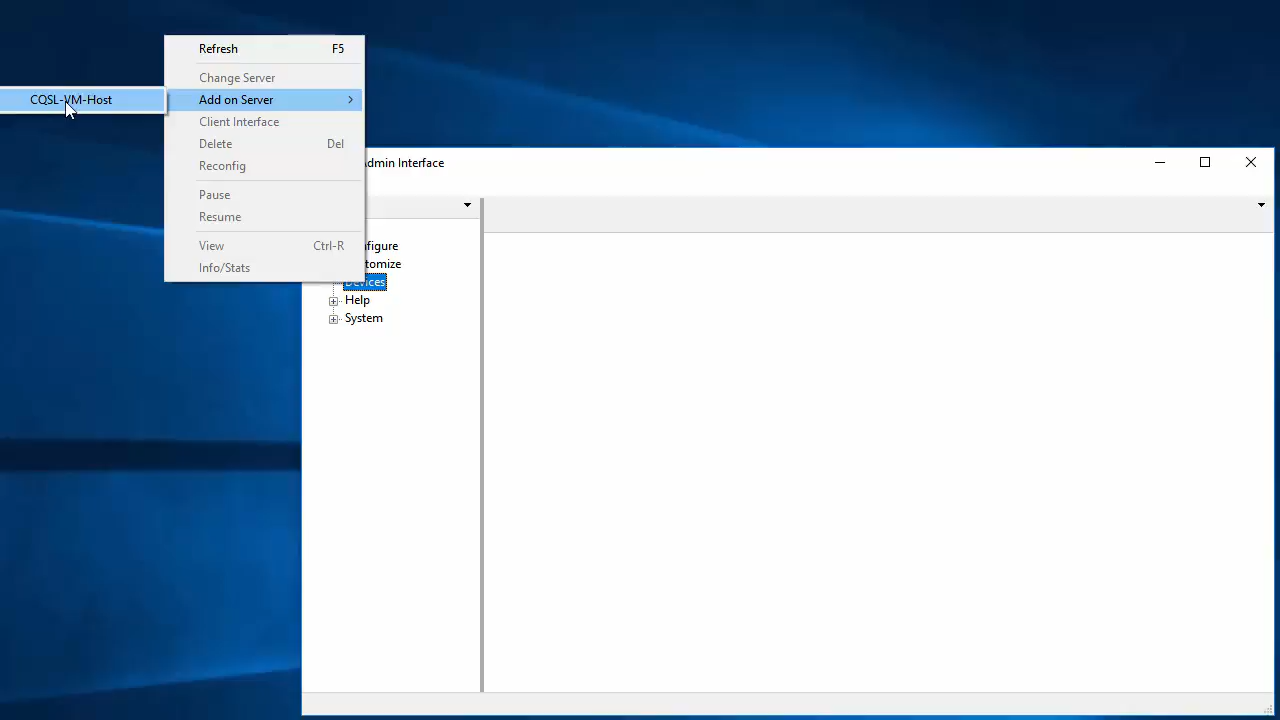 Refresh F5
Change Server
CQSL-VM-Host
Add on Server
Client Interface
Delete Del
Reconfig
Pause
Resume
View Ctrl-R
Info/Stats
dmin Interface
figure
tomize
Devices
Help
System